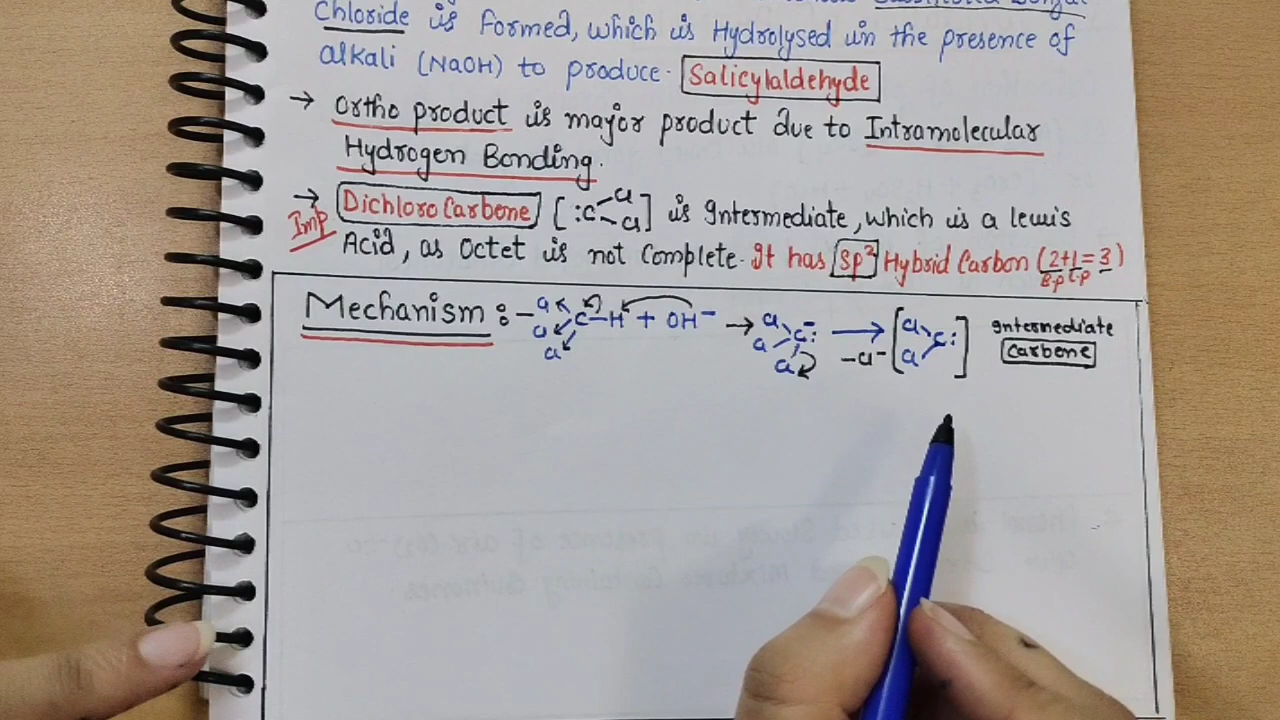 Chloride is formed, which is Hydrolysed in the presence of
alkali (NaOH) to produce. Salicylaldehyde
→ Ortho product is major product due to Intramolecular
Hydrogen Bonding.
→ Dichloro Carbene [:C Cl Cl] is Intermediate, which is a lewis
Imp Acid, as Octet is not Complete. It has sp² Hybrid Carbon (2+1=3)
B.p L.p
Mechanism :- Cl Cl Cl C-H + OH⁻ → Cl Cl Cl C⁻: → -Cl⁻ [Cl Cl C:] Intermediate
Carbene